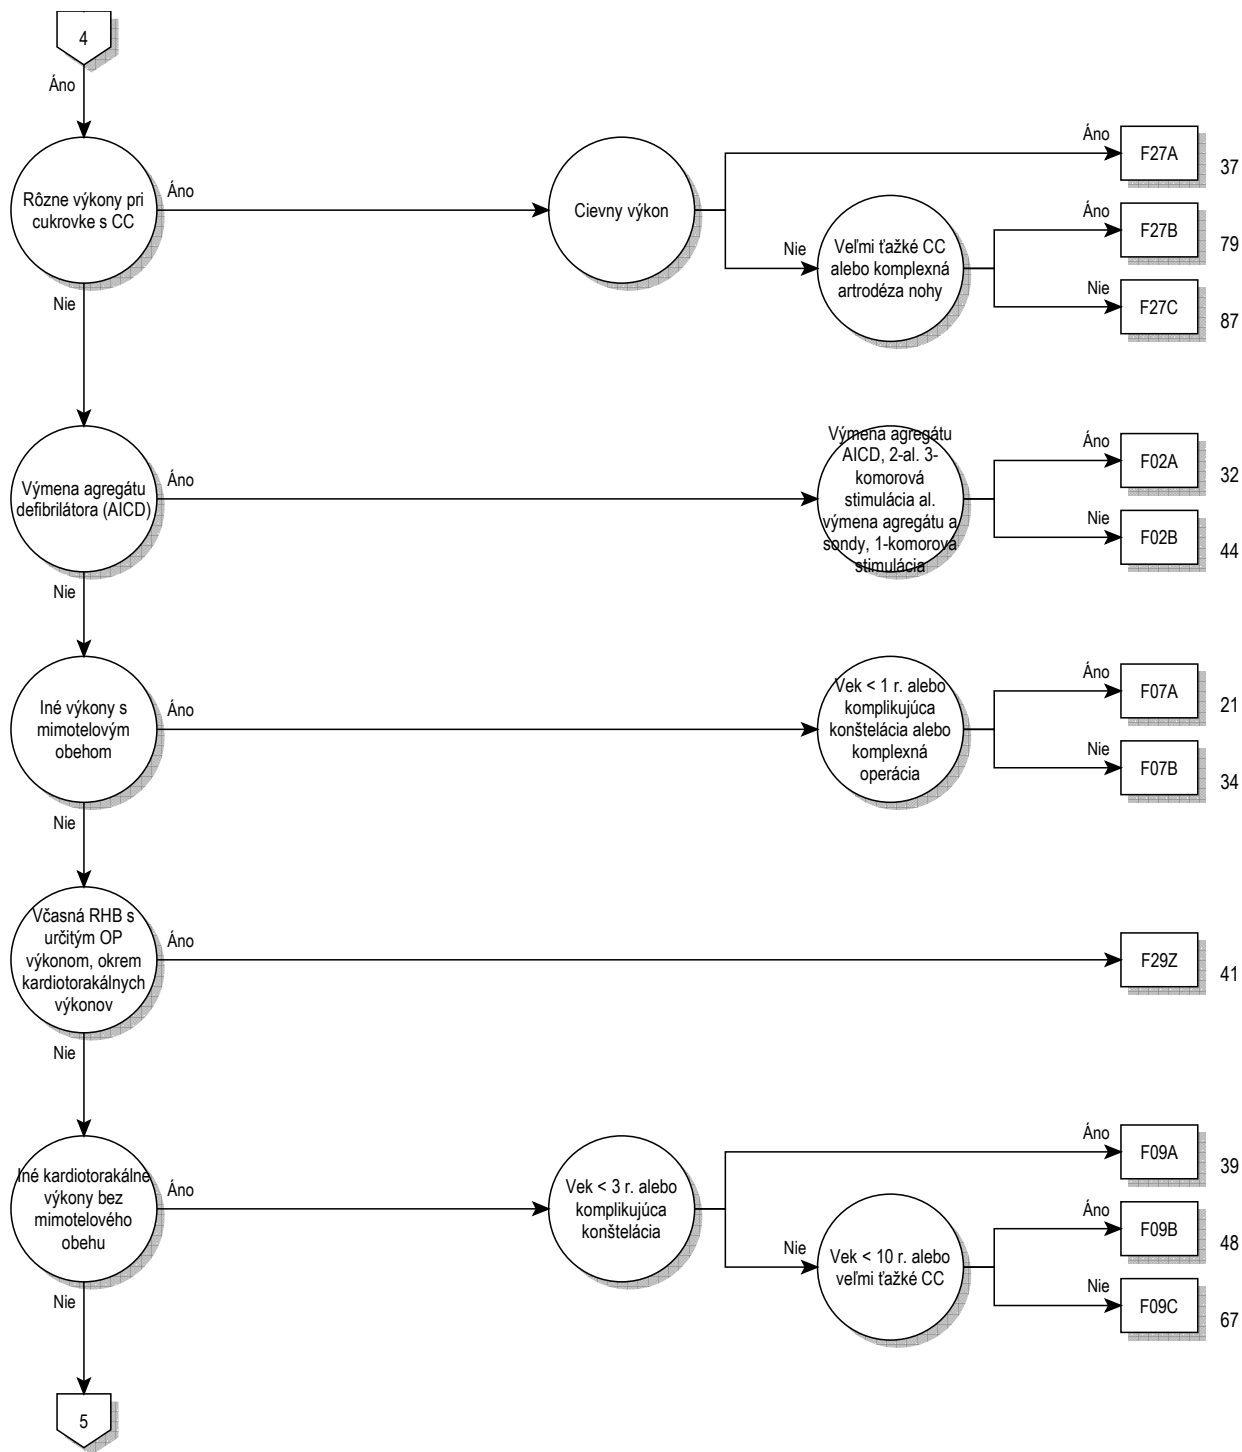 4
Áno
Rôzne výkony pri
cukrovke s CC
Áno
Cievny výkon
Áno
F27A
37
Nie
Veľmi ťažké CC
alebo komplexná
artrodéza nohy
Áno
F27B
79
Nie
F27C
87
Nie
Výmena agregátu
defibrilátora (AICD)
Áno
Výmena agregátu
AICD, 2-al. 3-
komorová
stimulácia al.
výmena agregátu a
sondy, 1-komorová
stimulácia
Áno
F02A
32
Nie
F02B
44
Nie
Iné výkony s
mimotelovým
obehom
Áno
Vek < 1 r. alebo
komplikujúca
konštelácia alebo
komplexná
operácia
Áno
F07A
21
Nie
F07B
34
Nie
Včasná RHB s
určitým OP
výkonom, okrem
kardiotorakálnych
výkonov
Áno
F29Z
41
Nie
Iné kardiotorakálne
výkony bez
mimotelového
obehu
Áno
Vek < 3 r. alebo
komplikujúca
konštelácia
Áno
F09A
39
Nie
Vek < 10 r. alebo
veľmi ťažké CC
Áno
F09B
48
Nie
F09C
67
Nie
5